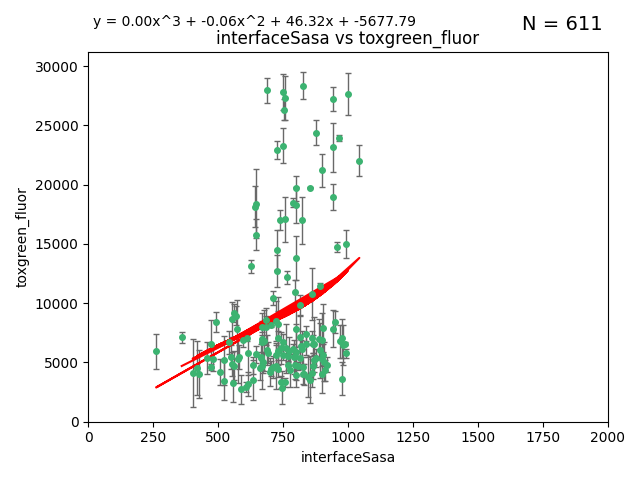 y = 0.00x^3 + -0.06x^2 + 46.32x + -5677.79
N = 611
interfaceSasa vs toxgreen_fluor
toxgreen_fluor
30000
25000
20000
15000
10000
5000
0
0 250 500 750 1000 1250 1500 1750 2000
interfaceSasa